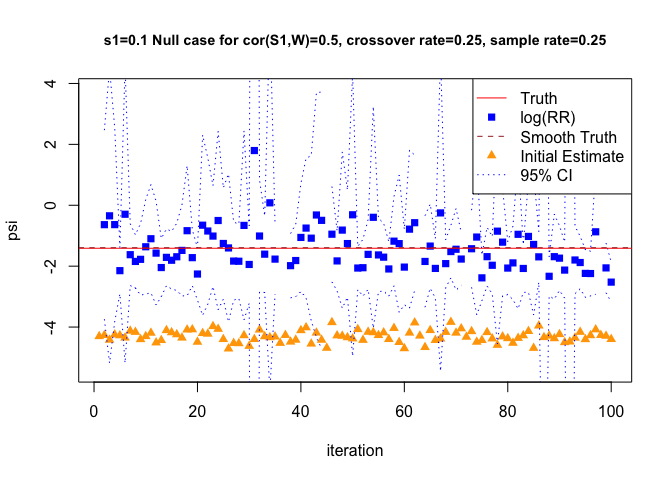 s1=0.1 Null case for cor(S1,W)=0.5, crossover rate=0.25, sample rate=0.25
4
2
0
-2
-4
psi
Truth
log(RR)
Smooth Truth
Initial Estimate
95% CI
0 20 40 60 80 100
iteration